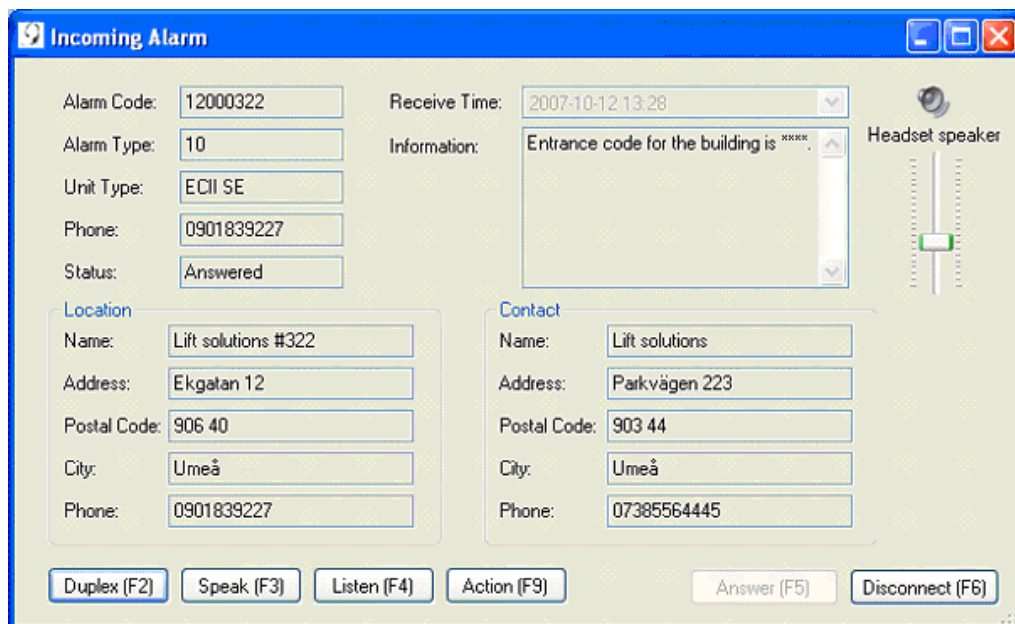 Incoming Alarm
Alarm Code: 12000322
Receive Time: 2007-10-12 13:28
Alarm Type: 10
Information: Entrance code for the building is ****.
Headset speaker
Unit Type: ECII SE
Phone: 0901839227
Status: Answered
Location
Name: Lift solutions #322
Address: Ekgatan 12
Postal Code: 906 40
City: Umeå
Phone: 0901839227
Contact
Name: Lift solutions
Address: Parkvägen 223
Postal Code: 903 44
City: Umeå
Phone: 07385564445
Duplex (F2) Speak (F3) Listen (F4) Action (F9) Answer (F5) Disconnect (F6)